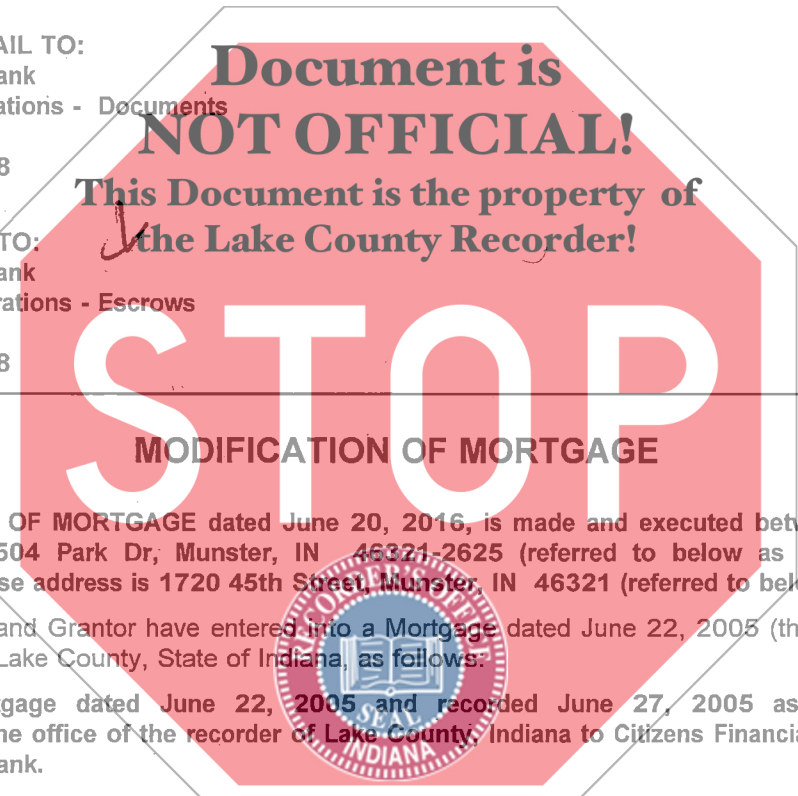 AIL TO:
ank
ations - Documents
8
TO:
ank
rations - Escrows
8
Document is
NOT OFFICIAL!
This Document is the property of
the Lake County Recorder!
STOP
MODIFICATION OF MORTGAGE
OF MORTGAGE dated June 20, 2016, is made and executed betw
504 Park Dr, Munster, IN 46321-2625 (referred to below as
se address is 1720 45th Street, Munster, IN 46321 (referred to bel
and Grantor have entered into a Mortgage dated June 22, 2005 (th
Lake County, State of Indiana, as follows:
gage dated June 22, 2005 and recorded June 27, 2005 as
ne office of the recorder of Lake County, Indiana to Citizens Financia
ank.
RECORDER'S OFFICE
SEAL
INDIANA